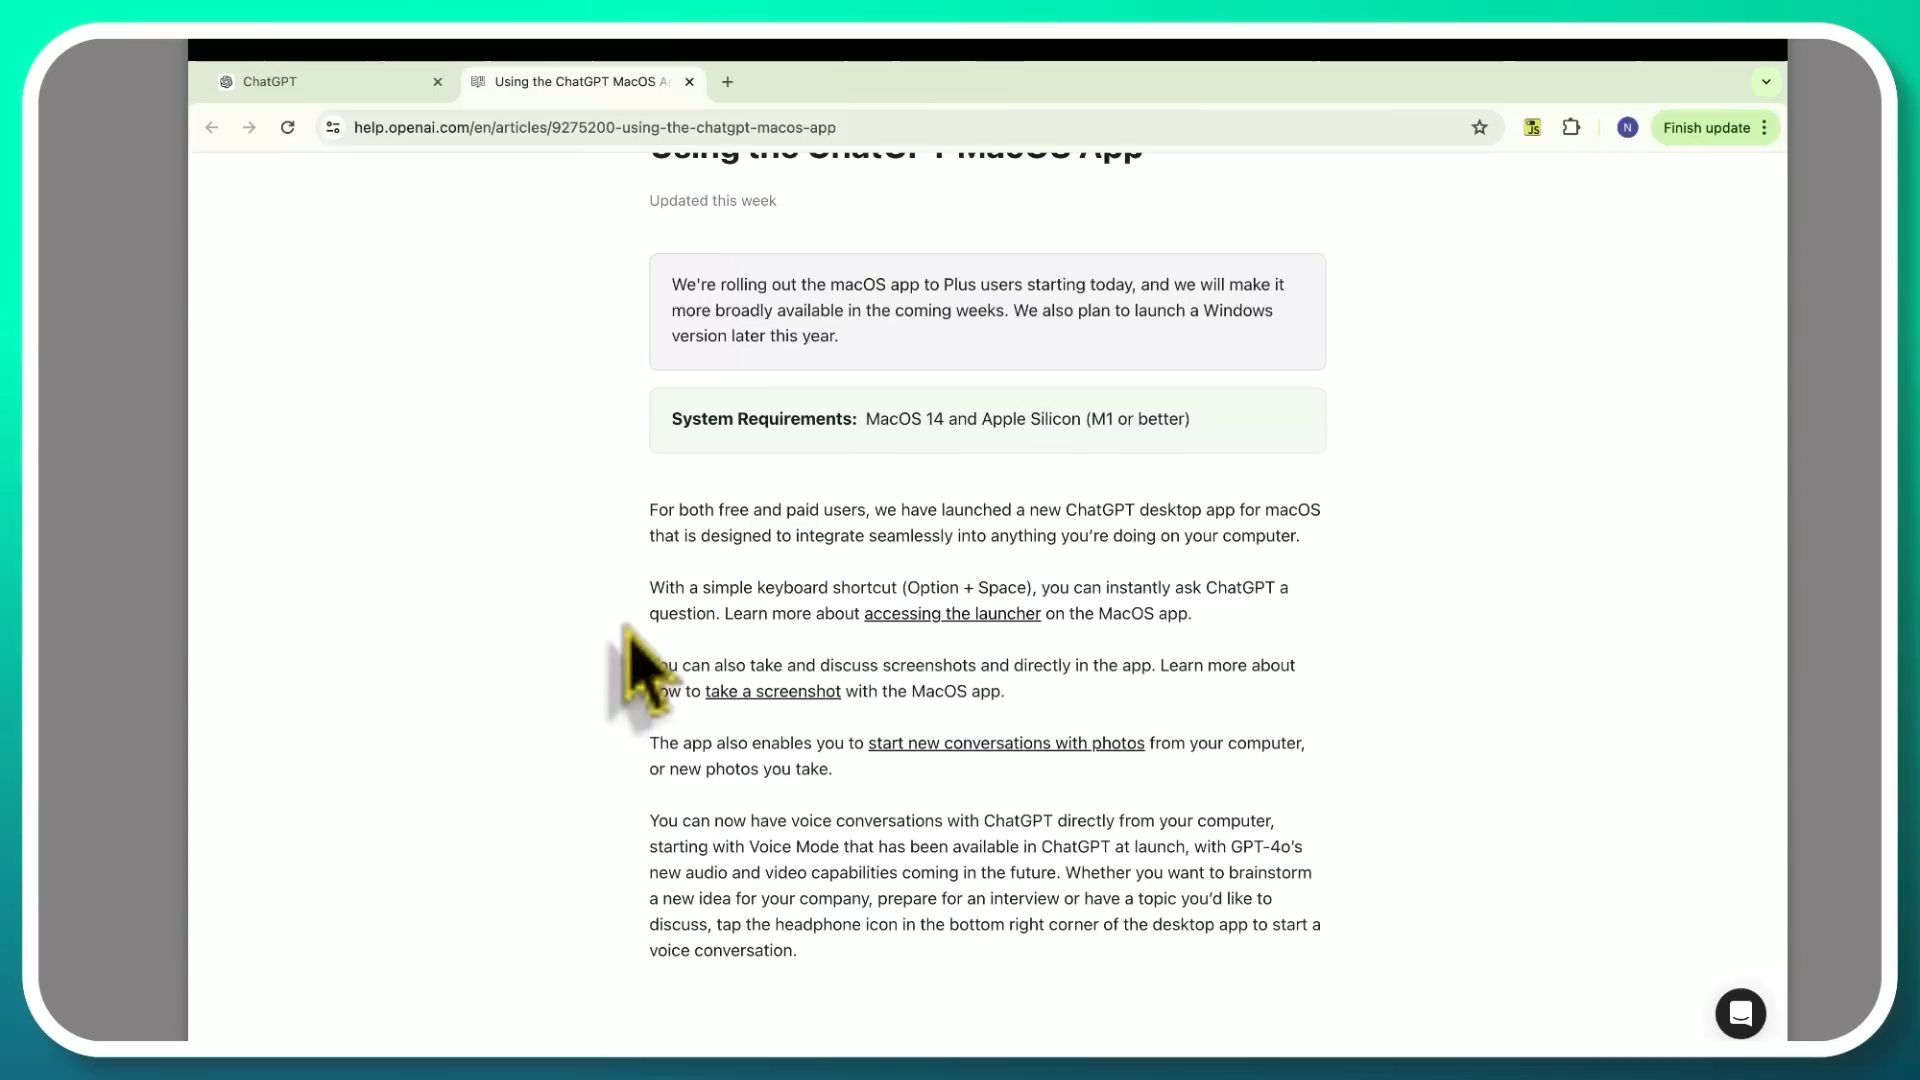 ChatGPT
Using the ChatGPT MacOS A
help.openai.com/en/articles/9275200-using-the-chatgpt-macos-app
JS
N
Finish update
Using the ChatGPT MacOS App
Updated this week
We're rolling out the macOS app to Plus users starting today, and we will make it
more broadly available in the coming weeks. We also plan to launch a Windows
version later this year.
System Requirements: MacOS 14 and Apple Silicon (M1 or better)
For both free and paid users, we have launched a new ChatGPT desktop app for macOS
that is designed to integrate seamlessly into anything you’re doing on your computer.
With a simple keyboard shortcut (Option + Space), you can instantly ask ChatGPT a
question. Learn more about accessing the launcher on the MacOS app.
can also take and discuss screenshots and directly in the app. Learn more about
to take a screenshot with the MacOS app.
The app also enables you to start new conversations with photos from your computer,
or new photos you take.
You can now have voice conversations with ChatGPT directly from your computer,
starting with Voice Mode that has been available in ChatGPT at launch, with GPT-4o’s
new audio and video capabilities coming in the future. Whether you want to brainstorm
a new idea for your company, prepare for an interview or have a topic you’d like to
discuss, tap the headphone icon in the bottom right corner of the desktop app to start a
voice conversation.